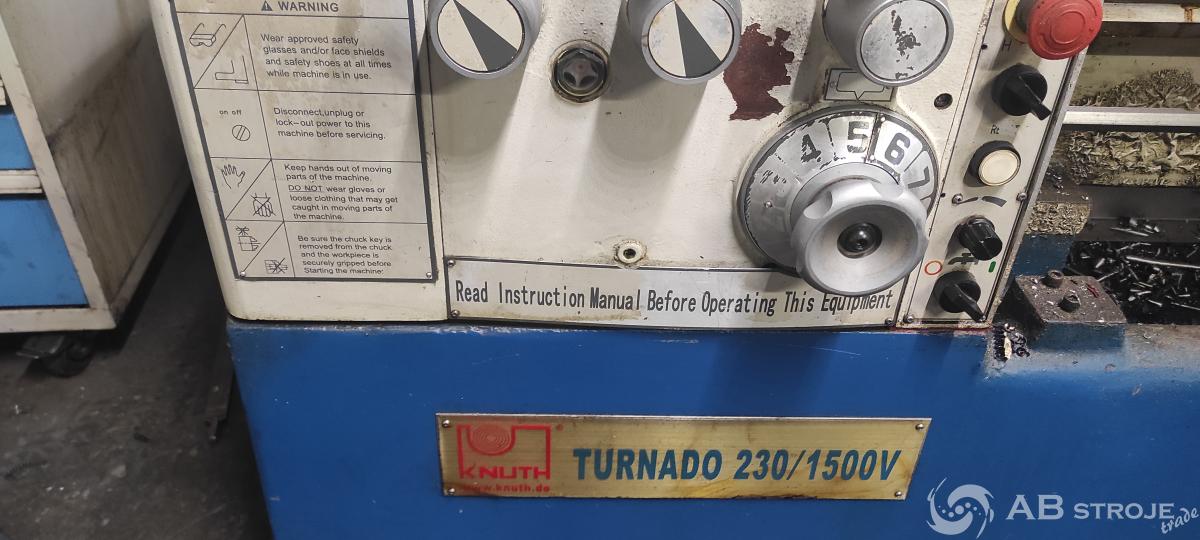 WARNING
Wear approved safety
glasses and/or face shields
and safety shoes at all times
while machine is in use.
on off
Disconnect,unplug or
lock-out power to this
machine before servicing.
Keep hands out of moving
parts of the machine.
DO NOT wear gloves or
loose clothing that may get
caught in moving parts of
the machine.
Be sure the chuck key is
removed from the chuck
and the workpiece is
securely gripped before
Starting the machine:
4 5 6 7
Read Instruction Manual Before Operating This Equipment
KNUTH
®
www.knuth.de
TURNADO 230/1500V
AB STROJE
trade